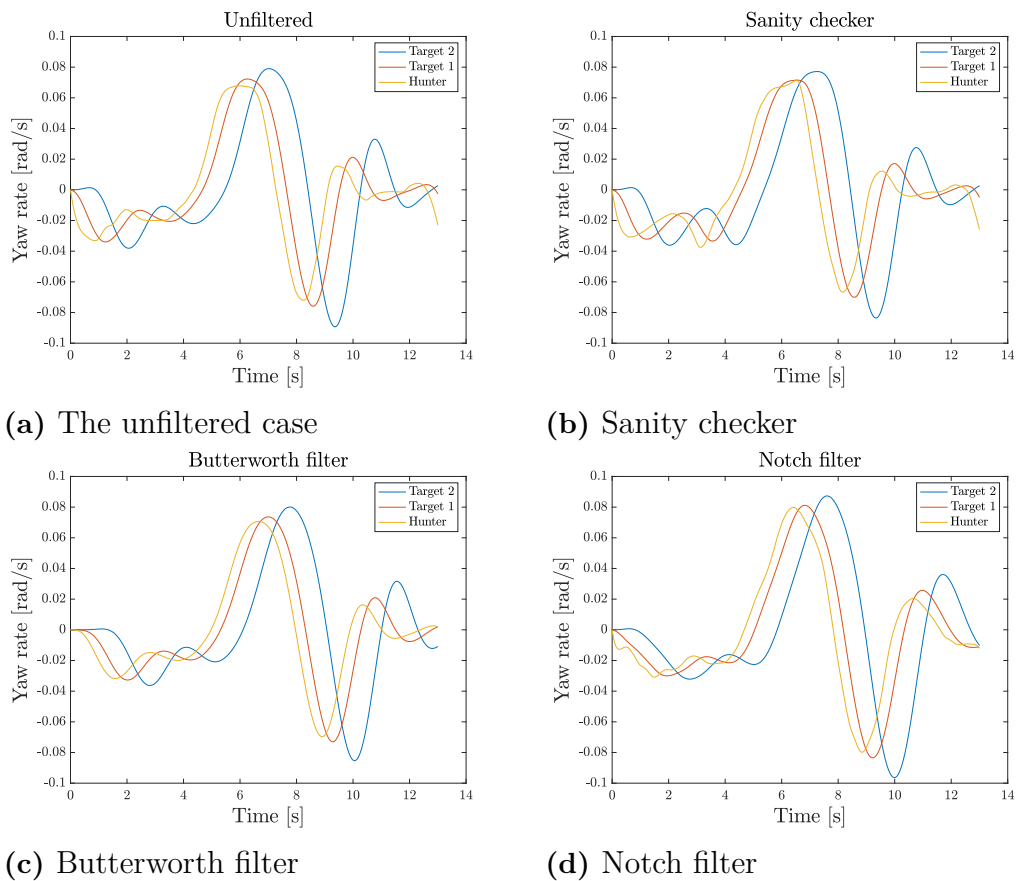 Unfiltered
Yaw rate [rad/s]
0.1
0.08
0.06
0.04
0.02
0
-0.02
-0.04
-0.06
-0.08
-0.1
Target 2
Target 1
Hunter
0 2 4 6 8 10 12 14
Time [s]
(a) The unfiltered case
Sanity checker
Yaw rate [rad/s]
0.1
0.08
0.06
0.04
0.02
0
-0.02
-0.04
-0.06
-0.08
-0.1
Target 2
Target 1
Hunter
0 2 4 6 8 10 12 14
Time [s]
(b) Sanity checker
Butterworth filter
Yaw rate [rad/s]
0.1
0.08
0.06
0.04
0.02
0
-0.02
-0.04
-0.06
-0.08
-0.1
Target 2
Target 1
Hunter
0 2 4 6 8 10 12 14
Time [s]
(c) Butterworth filter
Notch filter
Yaw rate [rad/s]
0.1
0.08
0.06
0.04
0.02
0
-0.02
-0.04
-0.06
-0.08
-0.1
Target 2
Target 1
Hunter
0 2 4 6 8 10 12 14
Time [s]
(d) Notch filter